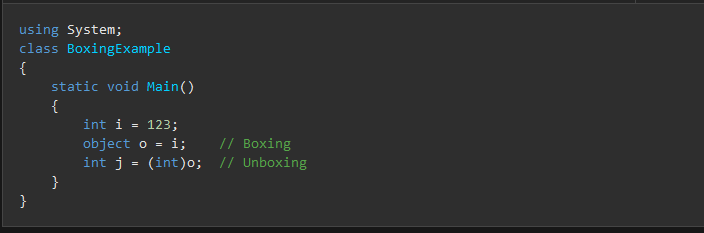 using System;
class BoxingExample
{
    static void Main()
    {
        int i = 123;
        object o = i;    // Boxing
        int j = (int)o;  // Unboxing
    }
}